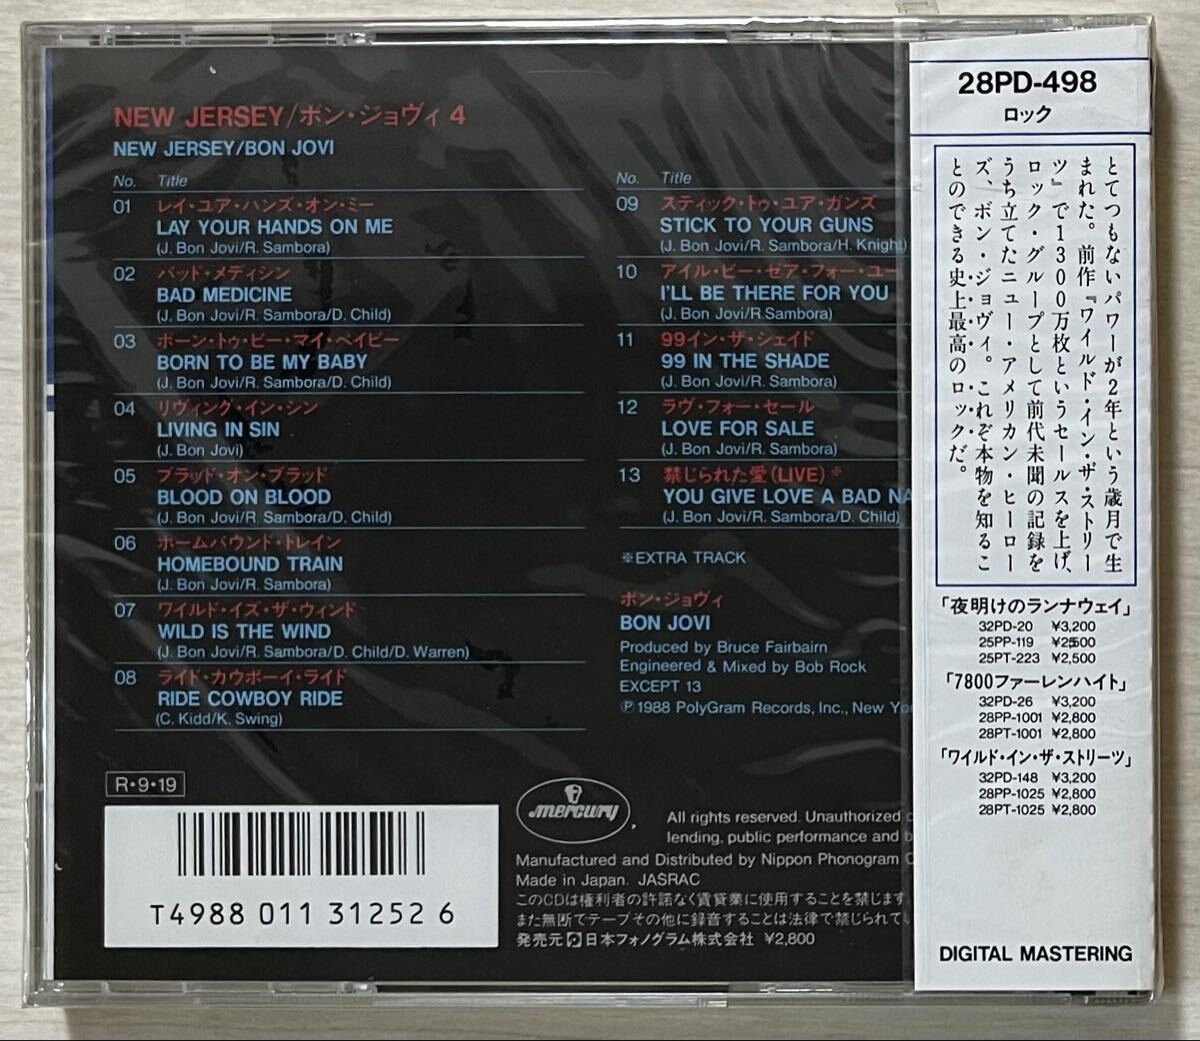 NEW JERSEY/ボン・ジョヴィ 4
NEW JERSEY/BON JOVI
No. Title
01 レイ・ユア・ハンズ・オン・ミー
LAY YOUR HANDS ON ME
(J. Bon Jovi/R. Sambora)
02 バッド・メディシン
BAD MEDICINE
(J. Bon Jovi/R. Sambora/D. Child)
03 ボーン・トゥ・ビー・マイ・ベイビー
BORN TO BE MY BABY
(J. Bon Jovi/R. Sambora/D. Child)
04 リヴィング・イン・シン
LIVING IN SIN
(J. Bon Jovi)
05 ブラッド・オン・ブラッド
BLOOD ON BLOOD
(J. Bon Jovi/R. Sambora/D. Child)
06 ホームバウンド・トレイン
HOMEBOUND TRAIN
(J. Bon Jovi/R. Sambora)
07 ワイルド・イズ・ザ・ウィンド
WILD IS THE WIND
(J. Bon Jovi/R. Sambora/D. Child/D. Warren)
08 ライド・カウボーイ・ライド
RIDE COWBOY RIDE
(C. Kidd/K. Swing)
No. Title
09 スティック・トゥ・ユア・ガンズ
STICK TO YOUR GUNS
(J. Bon Jovi/R. Sambora/H. Knight)
10 アイル・ビー・ゼア・フォー・ユー
I'LL BE THERE FOR YOU
(J. Bon Jovi/R Sambora)
11 99イン・ザ・シェイド
99 IN THE SHADE
(J. Bon Jovi/R. Sambora)
12 ラヴ・フォー・セール
LOVE FOR SALE
(J. Bon Jovi/R. Sambora)
13 禁じられた愛(LIVE)※
YOU GIVE LOVE A BAD NA
(J. Bon Jovi/R. Sambora/D. Child)
※EXTRA TRACK
ボン・ジョヴィ
BON JOVI
Produced by Bruce Fairbairn
Engineered & Mixed by Bob Rock
EXCEPT 13
Ⓟ1988 PolyGram Records, Inc., New Yor
R・9・19
T4988 011 31252 6
mercury
All rights reserved. Unauthorized
lending, public performance and b
Manufactured and Distributed by Nippon Phonogram C
Made in Japan. JASRAC
このCDは権利者の許諾なく賃貸業に使用することを禁じます
また無断でテープその他に録音することは法律で禁じられてい
発売元 日本フォノグラム株式会社 ¥2,800
28PD-498
ロック
とてつもないパワーが2年という歳月で生
まれた。前作『ワイルド・イン・ザ・ストリー
ツ』で1300万枚というセールスを上げ、
ロック・グループとして前代未聞の記録を
うち立てたニュー・アメリカン・ヒーロー
ズ、ボン・ジョヴィ。これぞ本物を知るこ
とのできる史上最高のロックだ。
「夜明けのランナウェイ」
32PD-20 ¥3,200
25PP-119 ¥2,500
25PT-223 ¥2,500
「7800ファーレンハイト」
32PD-26 ¥3,200
28PP-1001 ¥2,800
28PT-1001 ¥2,800
「ワイルド・イン・ザ・ストリーツ」
32PD-148 ¥3,200
28PP-1025 ¥2,800
28PT-1025 ¥2,800
DIGITAL MASTERING